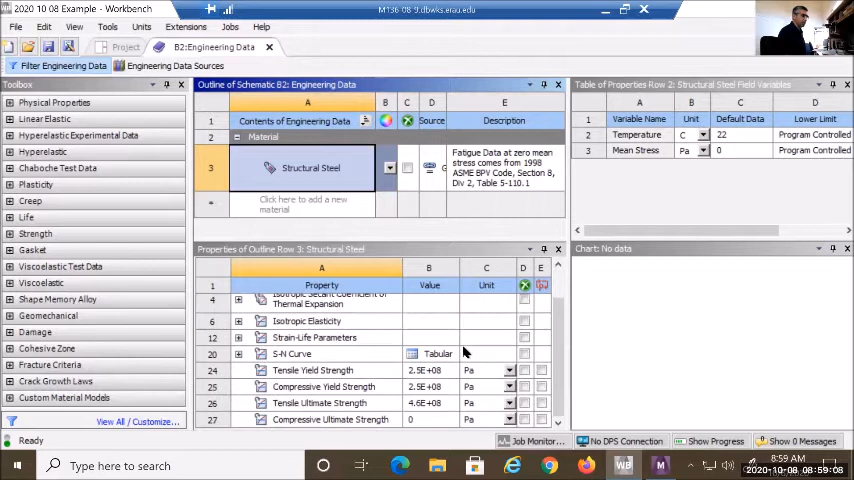 2020 10 08 Example - Workbench
M136-08-9.dbwks.erau.edu
File Edit View Tools Units Extensions Jobs Help
Project
B2:Engineering Data
Filter Engineering Data
Engineering Data Sources
Toolbox
Physical Properties
Linear Elastic
Hyperelastic Experimental Data
Hyperelastic
Chaboche Test Data
Plasticity
Creep
Life
Strength
Gasket
Viscoelastic Test Data
Viscoelastic
Shape Memory Alloy
Geomechanical
Damage
Cohesive Zone
Fracture Criteria
Crack Growth Laws
Custom Material Models
View All / Customize...
Outline of Schematic B2: Engineering Data
A B C D E
1 Contents of Engineering Data Source Description
2 Material
3 Structural Steel G
Fatigue Data at zero mean
stress comes from 1998
ASME BPV Code, Section 8,
Div 2, Table 5-110.1
* Click here to add a new
material
Properties of Outline Row 3: Structural Steel
A B C D E
1 Property Value Unit
4 Isotropic Secant Coefficient of
Thermal Expansion
6 Isotropic Elasticity
12 Strain-Life Parameters
20 S-N Curve Tabular
24 Tensile Yield Strength 2.5E+08 Pa
25 Compressive Yield Strength 2.5E+08 Pa
26 Tensile Ultimate Strength 4.6E+08 Pa
27 Compressive Ultimate Strength 0 Pa
Table of Properties Row 2: Structural Steel Field Variables
A B C D
1 Variable Name Unit Default Data Lower Limit
2 Temperature C 22 Program Controlled
3 Mean Stress Pa 0 Program Controlled
Chart: No data
Ready
Job Monitor...
No DPS Connection
Show Progress
Show 0 Messages
Type here to search
WB
M
8:59 AM
2020-10-08 08:59:08